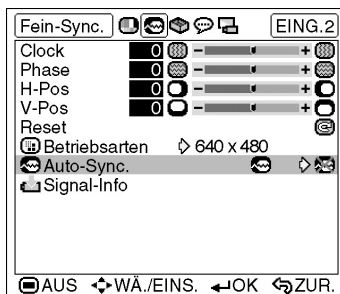 Fein-Sync. EING.2
Clock 0 - +
Phase 0 - +
H-Pos 0 - +
V-Pos 0 - +
Reset
Betriebsarten 640 x 480
Auto-Sync.
Signal-Info
AUS WÄ./EINS. OK ZUR.